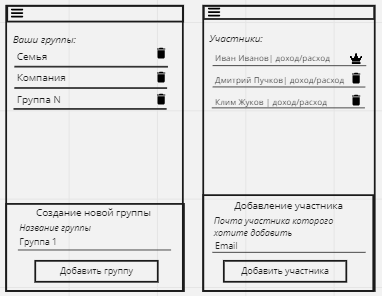 Ваши группы:
Семья
Компания
Группа N
Создание новой группы
Название группы
Группа 1
Добавить группу
Участники:
Иван Иванов| доход/расход
Дмитрий Пучков| доход/расход
Клим Жуков | доход/расход
Добавление участника
Почта участника которого
хотите добавить
Email
Добавить участника